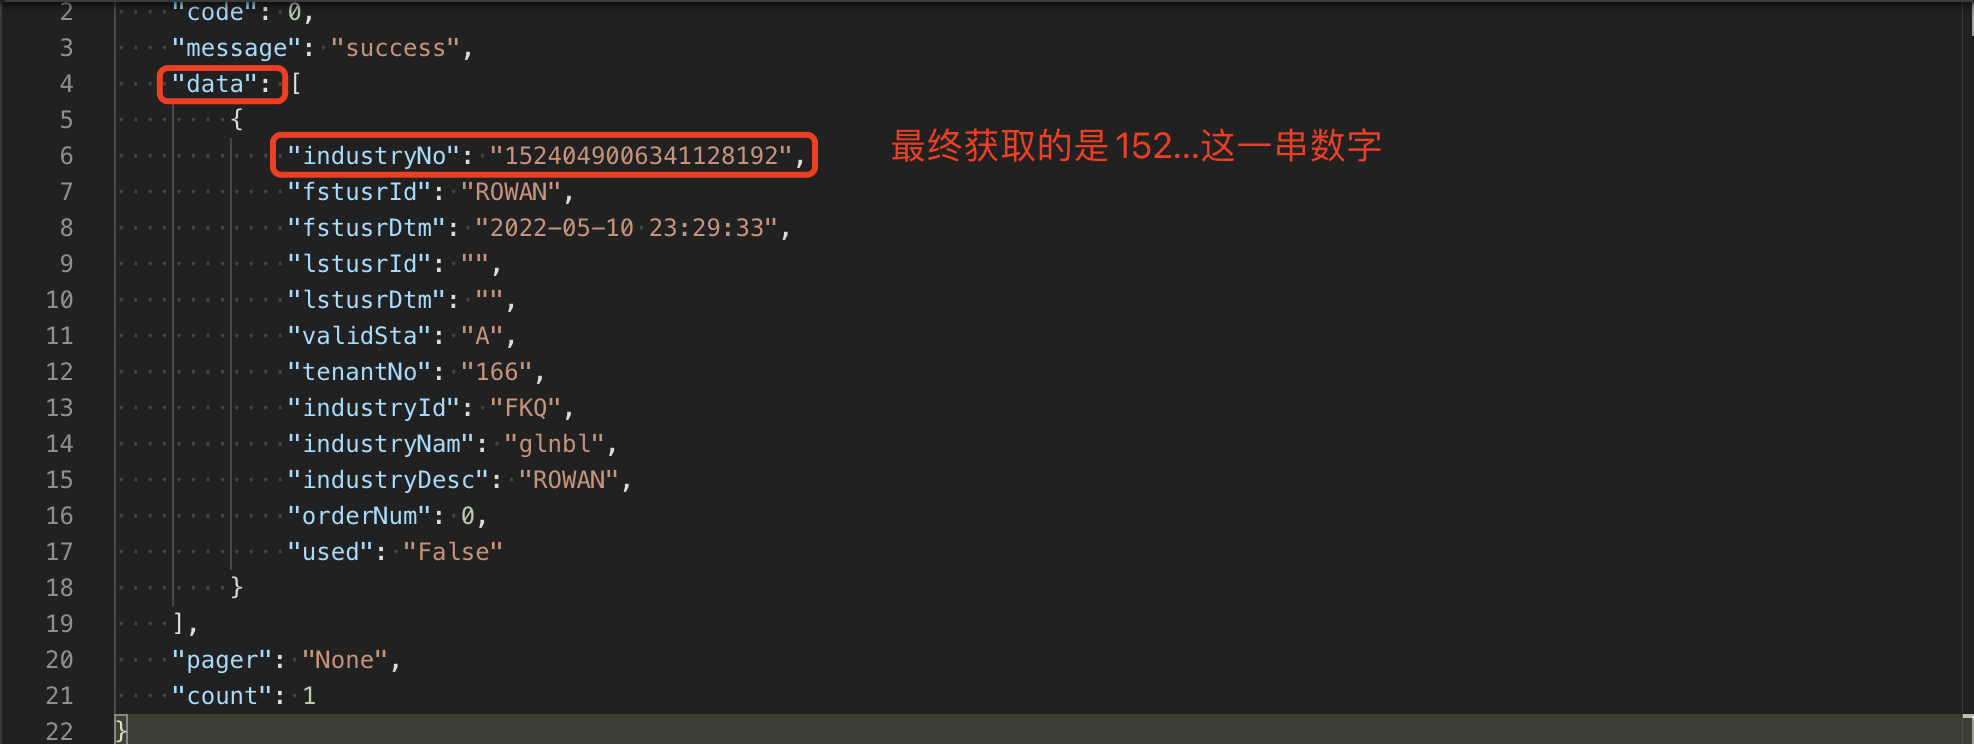 2 "code": 0,
3 "message": "success",
4 "data": [
5 {
6 "industryNo": "1524049006341128192",
最终获取的是152...这一串数字
7 "fstusrId": "ROWAN",
8 "fstusrDtm": "2022-05-10 23:29:33",
9 "lstusrId": "",
10 "lstusrDtm": "",
11 "validSta": "A",
12 "tenantNo": "166",
13 "industryId": "FKQ",
14 "industryNam": "glnbl",
15 "industryDesc": "ROWAN",
16 "orderNum": 0,
17 "used": "False"
18 }
19 ],
20 "pager": "None",
21 "count": 1
22 }